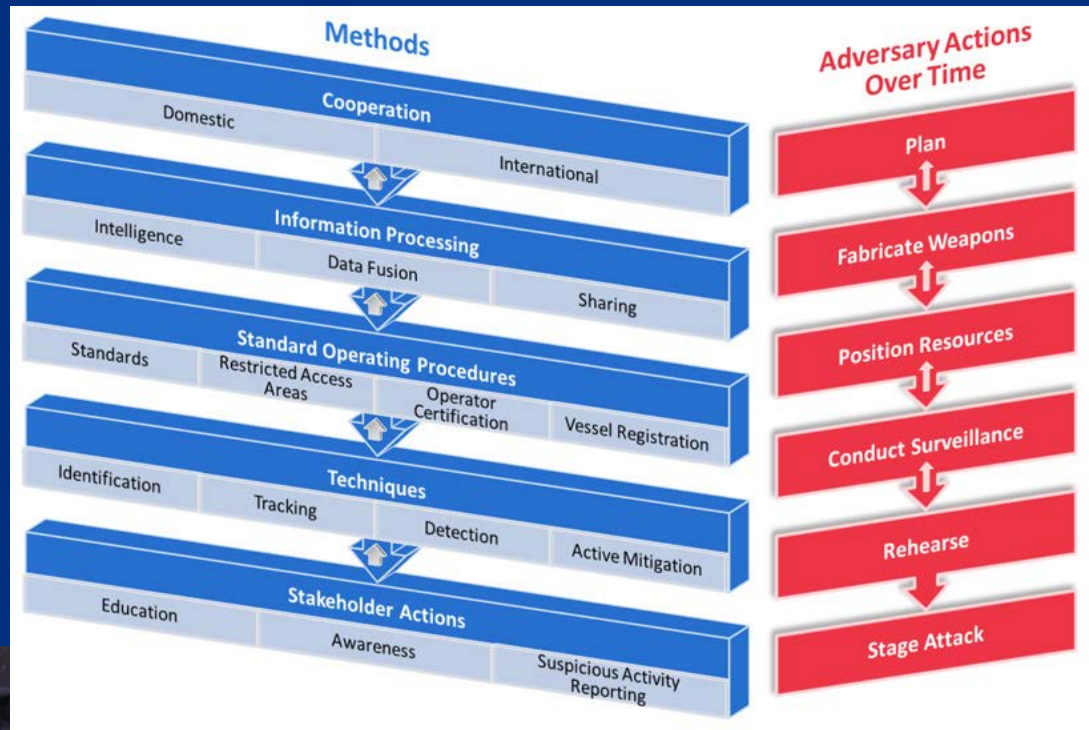 Methods
Cooperation
Domestic
International
Information Processing
Intelligence
Data Fusion
Sharing
Standard Operating Procedures
Standards
Restricted Access
Areas
Operator
Certification
Vessel Registration
Techniques
Identification
Tracking
Detection
Active Mitigation
Stakeholder Actions
Education
Awareness
Suspicious Activity
Reporting
Adversary Actions
Over Time
Plan
Fabricate Weapons
Position Resources
Conduct Surveillance
Rehearse
Stage Attack